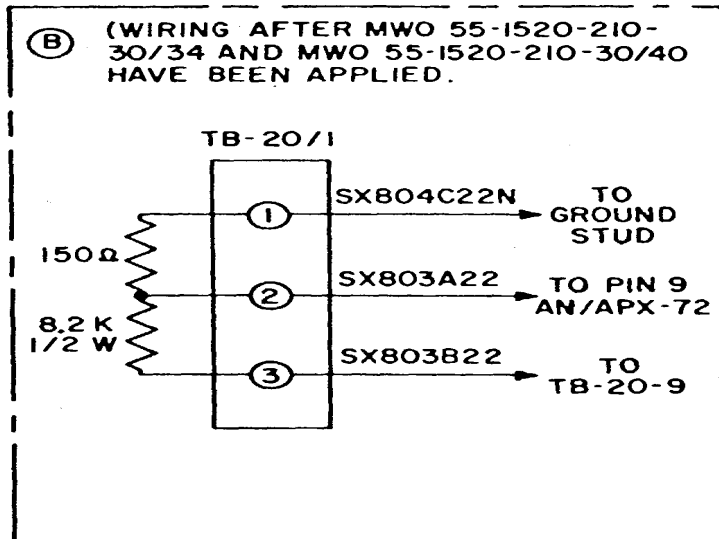 B
(WIRING AFTER MWO 55-1520-210-
30/34 AND MWO 55-1520-210-30/40
HAVE BEEN APPLIED.
TB-20/1
150Ω
8.2 K
1/2 W
1
SX804C22N
TO
GROUND
STUD
2
SX803A22
TO PIN 9
AN/APX-72
3
SX803B22
TO
TB-20-9